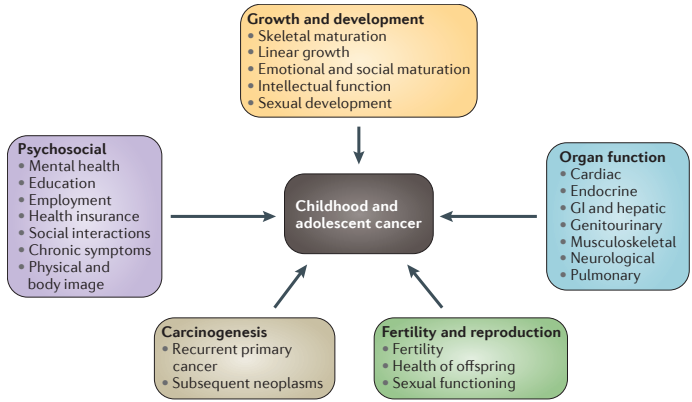 Growth and development
• Skeletal maturation
• Linear growth
• Emotional and social maturation
• Intellectual function
• Sexual development
Psychosocial
• Mental health
• Education
• Employment
• Health insurance
• Social interactions
• Chronic symptoms
• Physical and
body image
Childhood and
adolescent cancer
Organ function
• Cardiac
• Endocrine
• GI and hepatic
• Genitourinary
• Musculoskeletal
• Neurological
• Pulmonary
Carcinogenesis
• Recurrent primary
cancer
• Subsequent neoplasms
Fertility and reproduction
• Fertility
• Health of offspring
• Sexual functioning